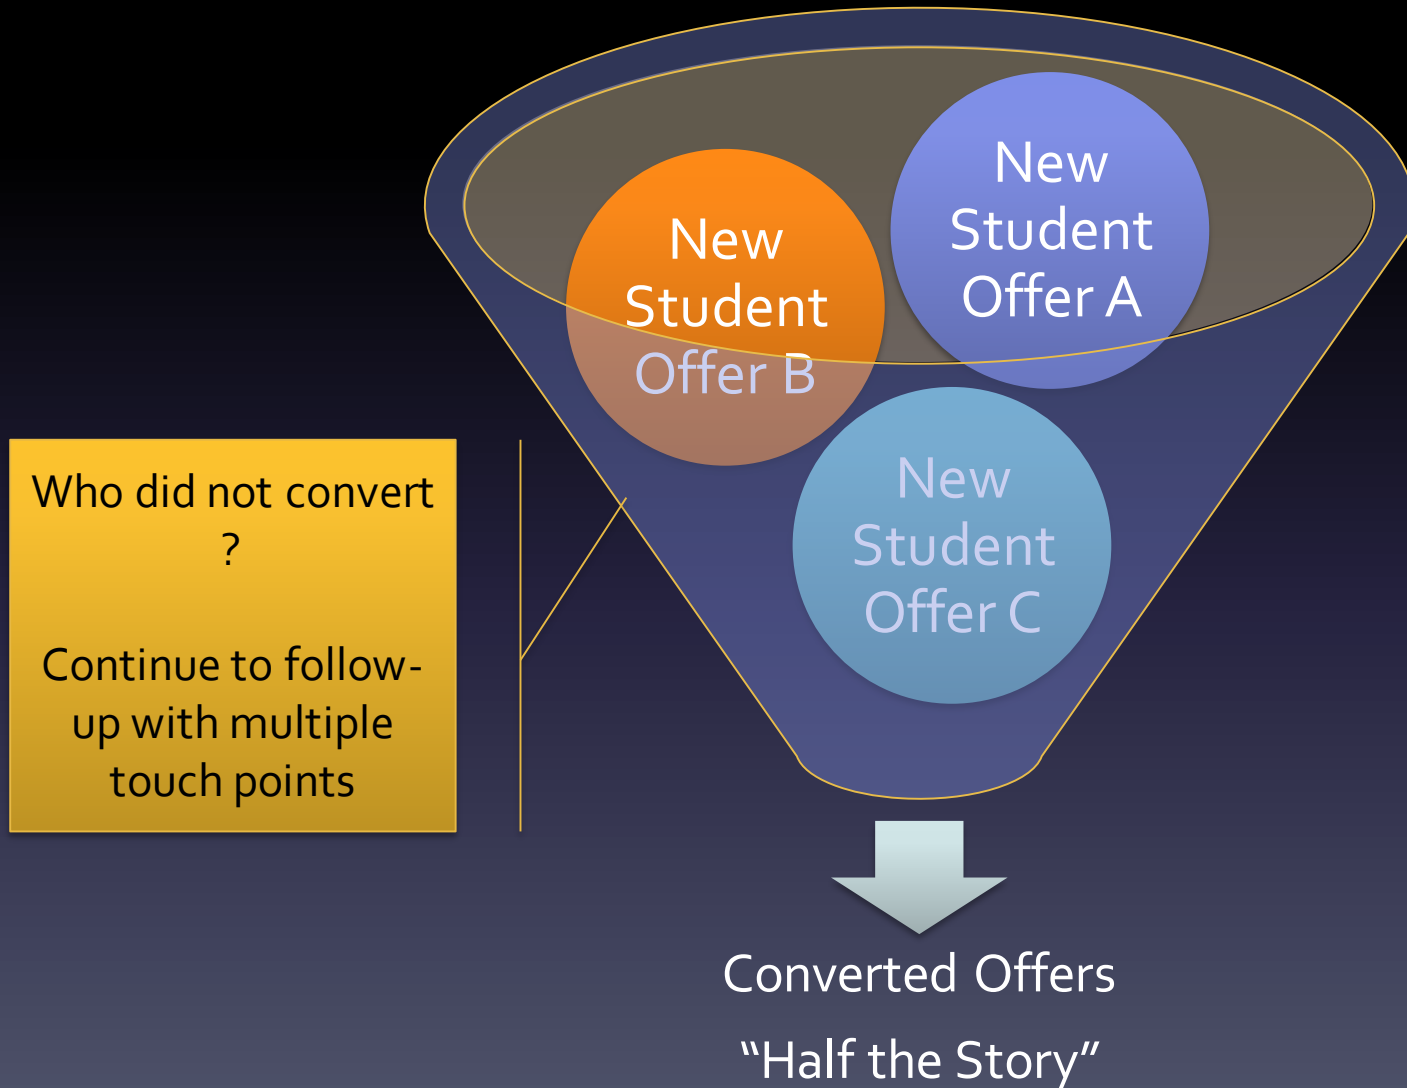 New
Student
Offer A
New
Student
Offer B
New
Student
Offer C
Who did not convert
?
Continue to follow-
up with multiple
touch points
Converted Offers
“Half the Story”